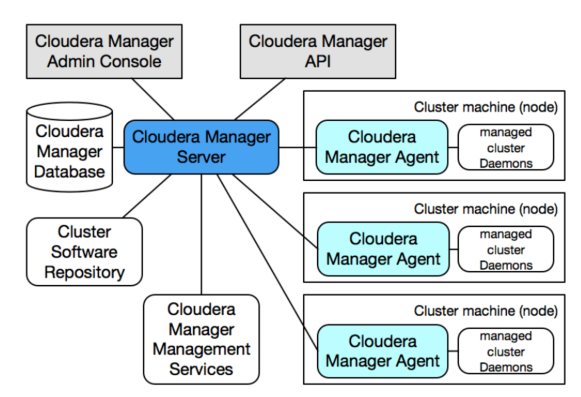 Cloudera Manager
Admin Console
Cloudera Manager
API
Cloudera
Manager
Database
Cloudera Manager
Server
Cluster machine (node)
Cloudera
Manager Agent
managed
cluster
Daemons
Cluster machine (node)
Cloudera
Manager Agent
managed
cluster
Daemons
Cluster
Software
Repository
Cloudera
Manager
Management
Services
Cluster machine (node)
Cloudera
Manager Agent
managed
cluster
Daemons